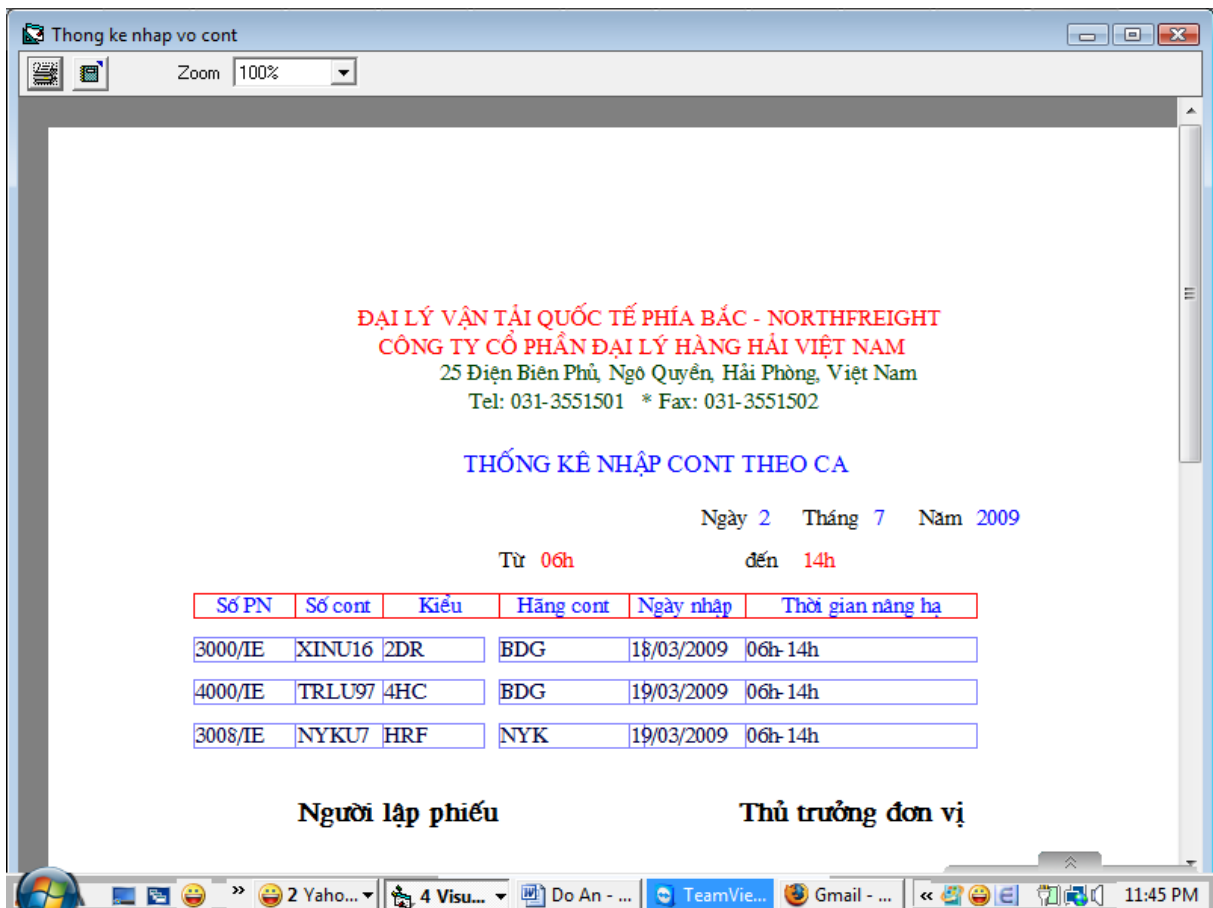 Thong ke nhap vo cont
Zoom 100%
ĐẠI LÝ VẬN TẢI QUỐC TẾ PHÍA BẮC - NORTHFREIGHT
CÔNG TY CỔ PHẦN ĐẠI LÝ HÀNG HẢI VIỆT NAM
25 Điện Biên Phủ, Ngô Quyền, Hải Phòng, Việt Nam
Tel: 031-3551501 * Fax: 031-3551502
THỐNG KÊ NHẬP CONT THEO CA
Ngày 2 Tháng 7 Năm 2009
Từ 06h đến 14h
Số PN Số cont Kiểu Hãng cont Ngày nhập Thời gian nâng hạ
3000/IE XINU16 2DR BDG 18/03/2009 06h-14h
4000/IE TRLU97 4HC BDG 19/03/2009 06h-14h
3008/IE NYKU7 HRF NYK 19/03/2009 06h-14h
Người lập phiếu Thủ trưởng đơn vị
» 2 Yaho... 4 Visu... Do An - ... TeamVie... Gmail - ... « 11:45 PM